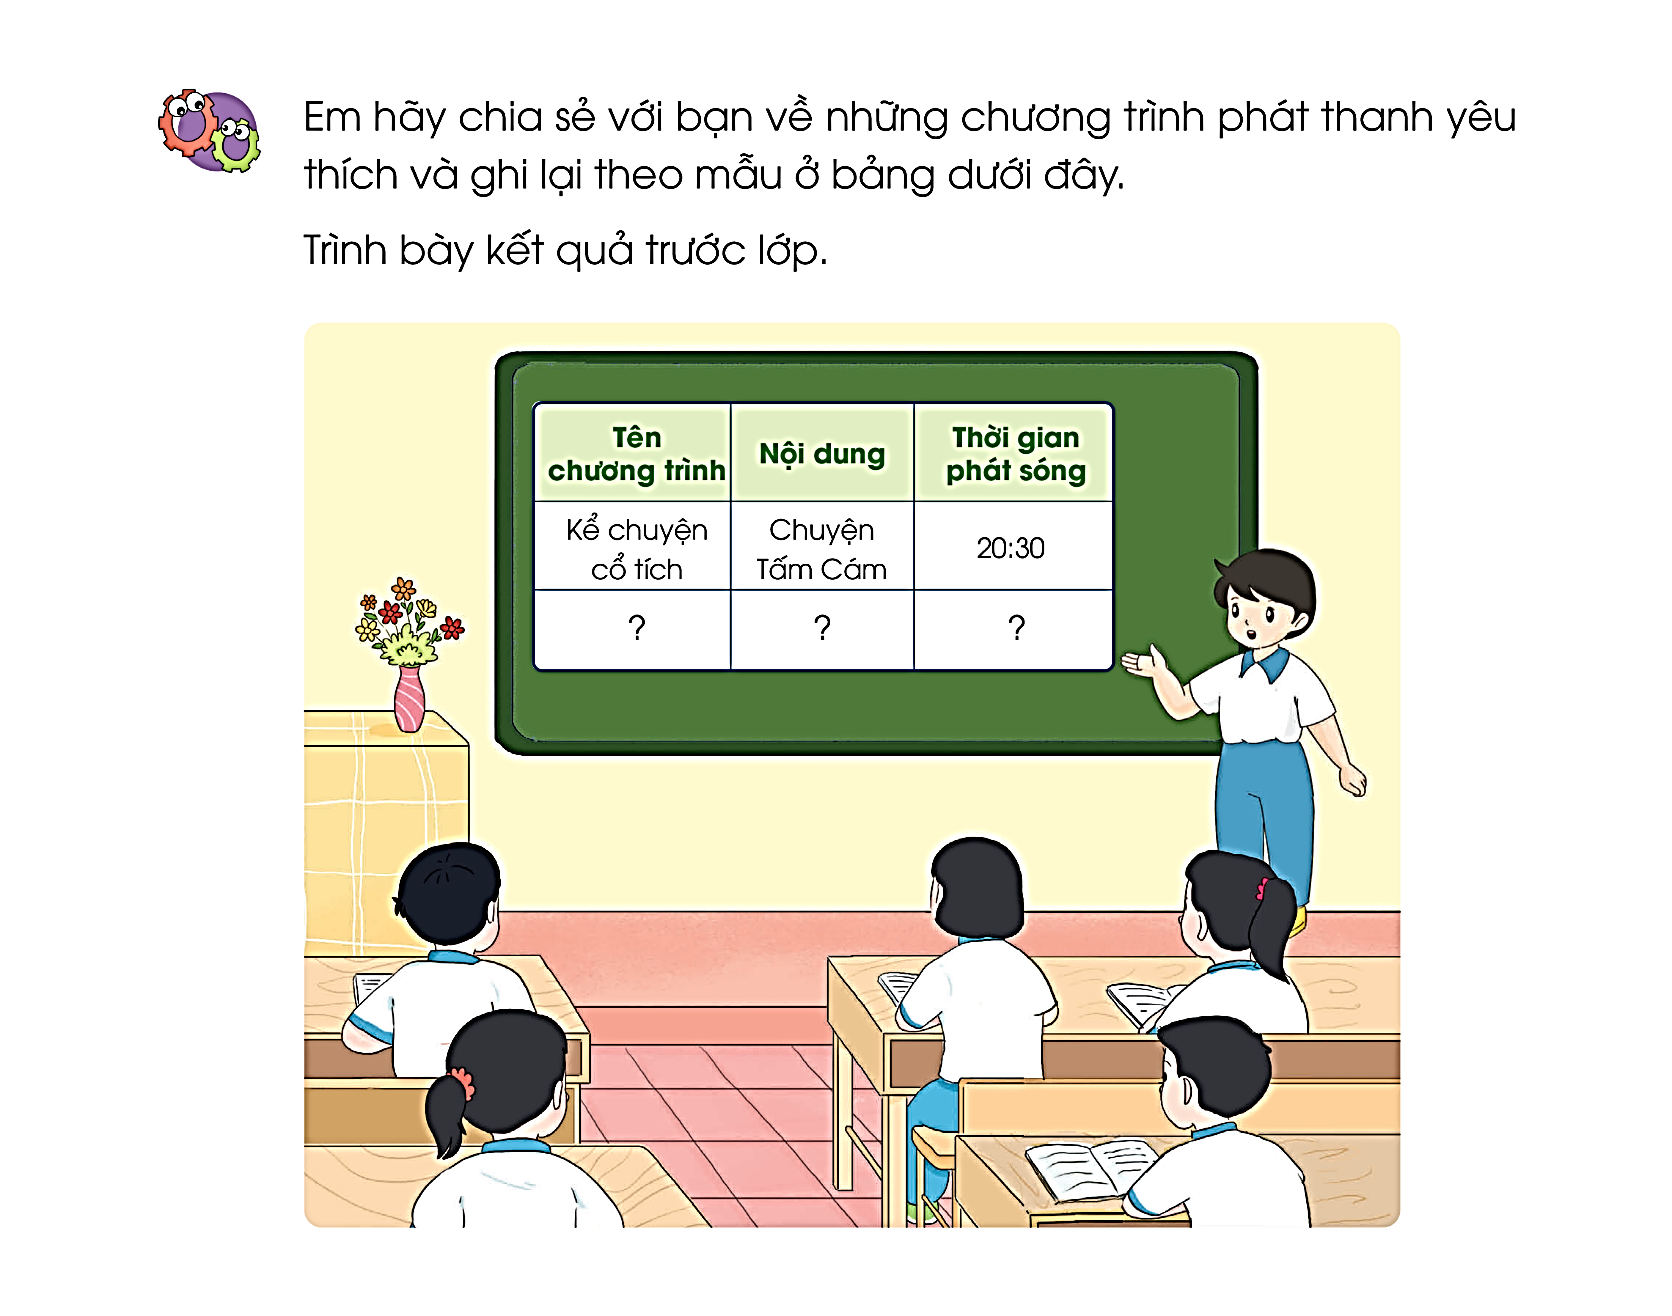 Em hãy chia sẻ với bạn về những chương trình phát thanh yêu
thích và ghi lại theo mẫu ở bảng dưới đây.
Trình bày kết quả trước lớp.
Tên
chương trình
Nội dung
Thời gian
phát sóng
Kể chuyện
cổ tích
Chuyện
Tấm Cám
20:30
?
?
?